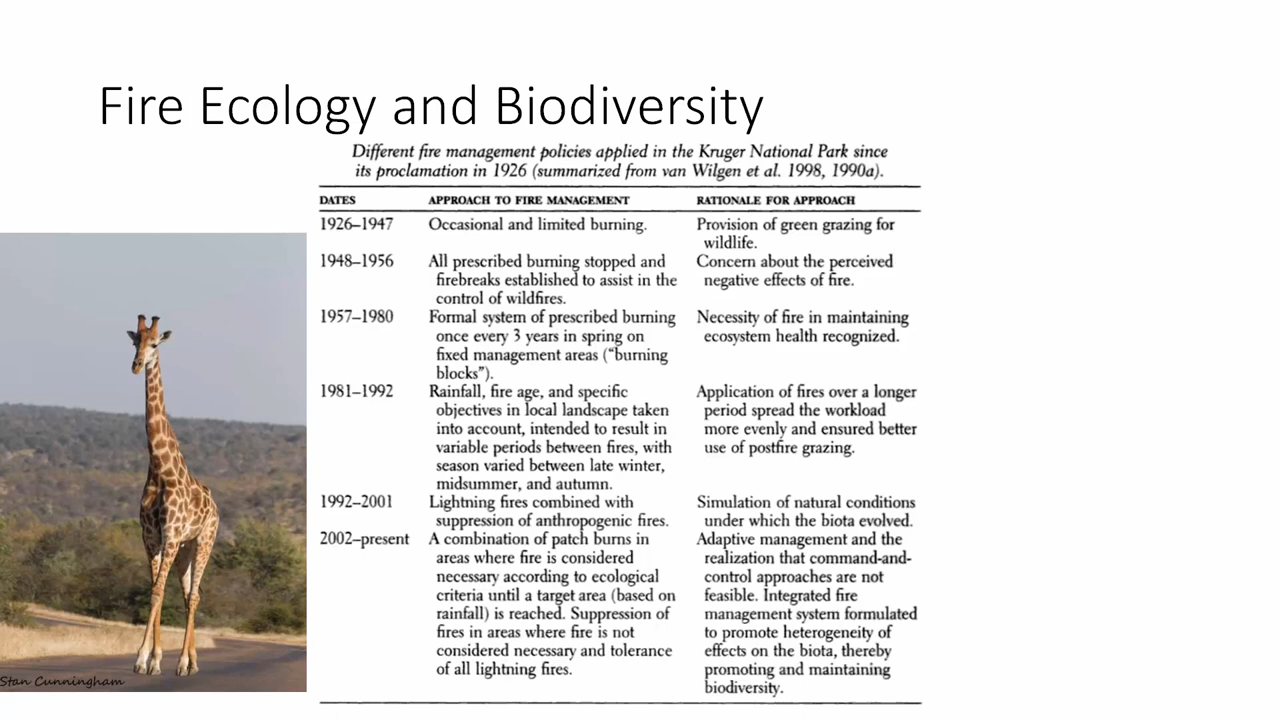 Fire Ecology and Biodiversity
Different fire management policies applied in the Kruger National Park since
its proclamation in 1926 (summarized from van Wilgen et al. 1998, 1990a).
DATES APPROACH TO FIRE MANAGEMENT RATIONALE FOR APPROACH
1926–1947 Occasional and limited burning. Provision of green grazing for
wildlife.
1948–1956 All prescribed burning stopped and Concern about the perceived
firebreaks established to assist in the negative effects of fire.
control of wildfires.
1957–1980 Formal system of prescribed burning Necessity of fire in maintaining
once every 3 years in spring on ecosystem health recognized.
fixed management areas (“burning
blocks”).
1981–1992 Rainfall, fire age, and specific Application of fires over a longer
objectives in local landscape taken period spread the workload
into account, intended to result in more evenly and ensured better
variable periods between fires, with use of postfire grazing.
season varied between late winter,
midsummer, and autumn.
1992–2001 Lightning fires combined with Simulation of natural conditions
suppression of anthropogenic fires. under which the biota evolved.
2002–present A combination of patch burns in Adaptive management and the
areas where fire is considered realization that command-and-
necessary according to ecological control approaches are not
criteria until a target area (based on feasible. Integrated fire
rainfall) is reached. Suppression of management system formulated
fires in areas where fire is not to promote heterogeneity of
considered necessary and tolerance effects on the biota, thereby
of all lightning fires. promoting and maintaining
biodiversity.
Stan Cunningham